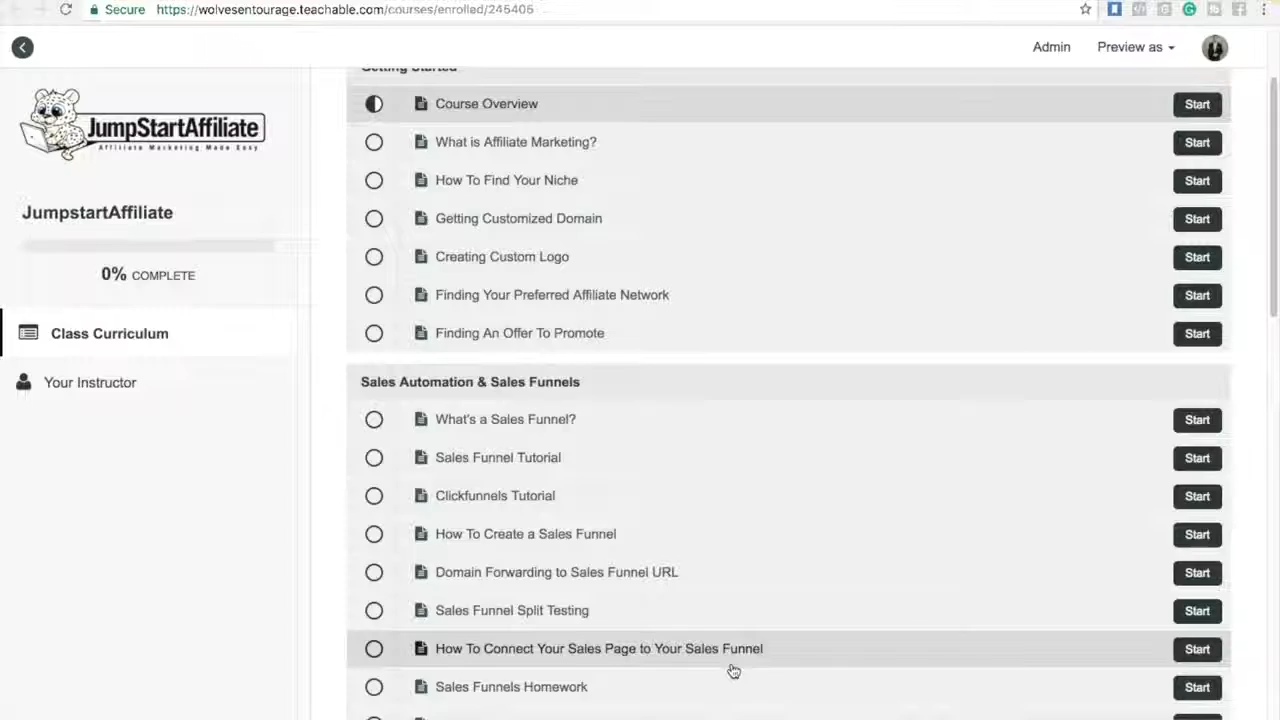 Secure https://wolvesentourage.teachable.com/courses/enrolled/245406
Admin Preview as
JumpStartAffiliate
Affiliate Marketing Made Easy
JumpstartAffiliate
0% COMPLETE
Class Curriculum
Your Instructor
Getting Started
Course Overview Start
What is Affiliate Marketing? Start
How To Find Your Niche Start
Getting Customized Domain Start
Creating Custom Logo Start
Finding Your Preferred Affiliate Network Start
Finding An Offer To Promote Start
Sales Automation & Sales Funnels
What's a Sales Funnel? Start
Sales Funnel Tutorial Start
Clickfunnels Tutorial Start
How To Create a Sales Funnel Start
Domain Forwarding to Sales Funnel URL Start
Sales Funnel Split Testing Start
How To Connect Your Sales Page to Your Sales Funnel Start
Sales Funnels Homework Start